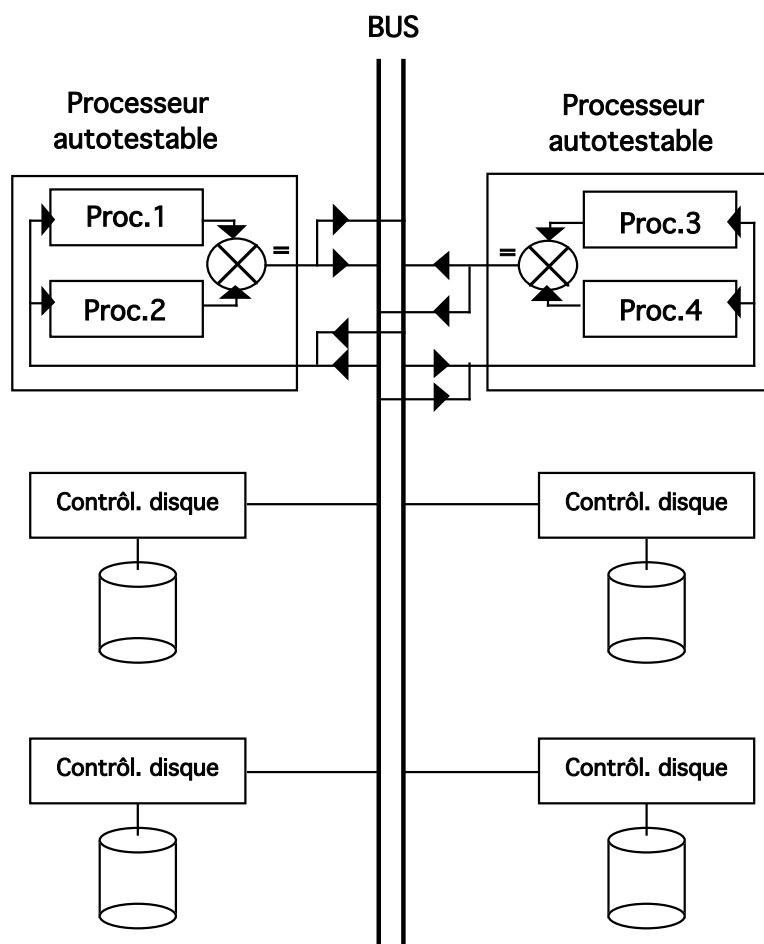 BUS
Processeur
autotestable
Processeur
autotestable
Proc.1
=
Proc.2
Proc.3
=
Proc.4
Contrôl. disque
Contrôl. disque
Contrôl. disque
Contrôl. disque